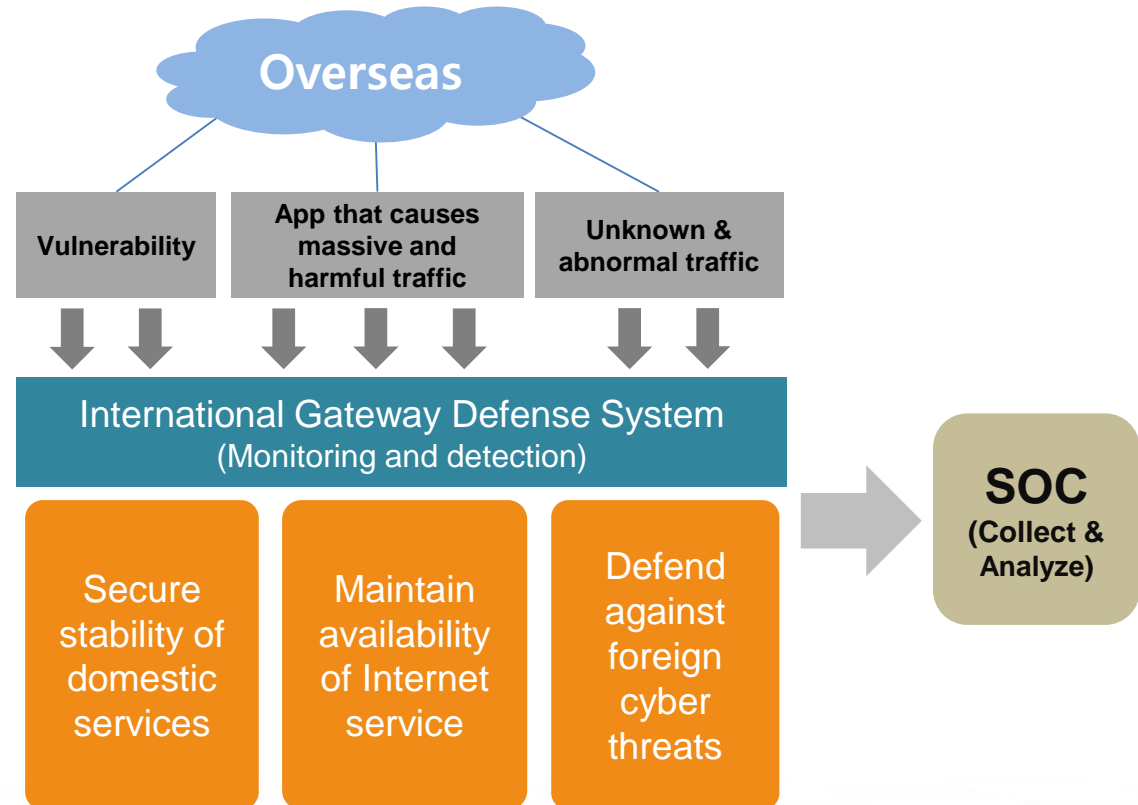 Overseas
Vulnerability
App that causes
massive and
harmful traffic
Unknown &
abnormal traffic
International Gateway Defense System
(Monitoring and detection)
Secure
stability of
domestic
services
Maintain
availability
of Internet
service
Defend
against
foreign
cyber
threats
SOC
(Collect &
Analyze)